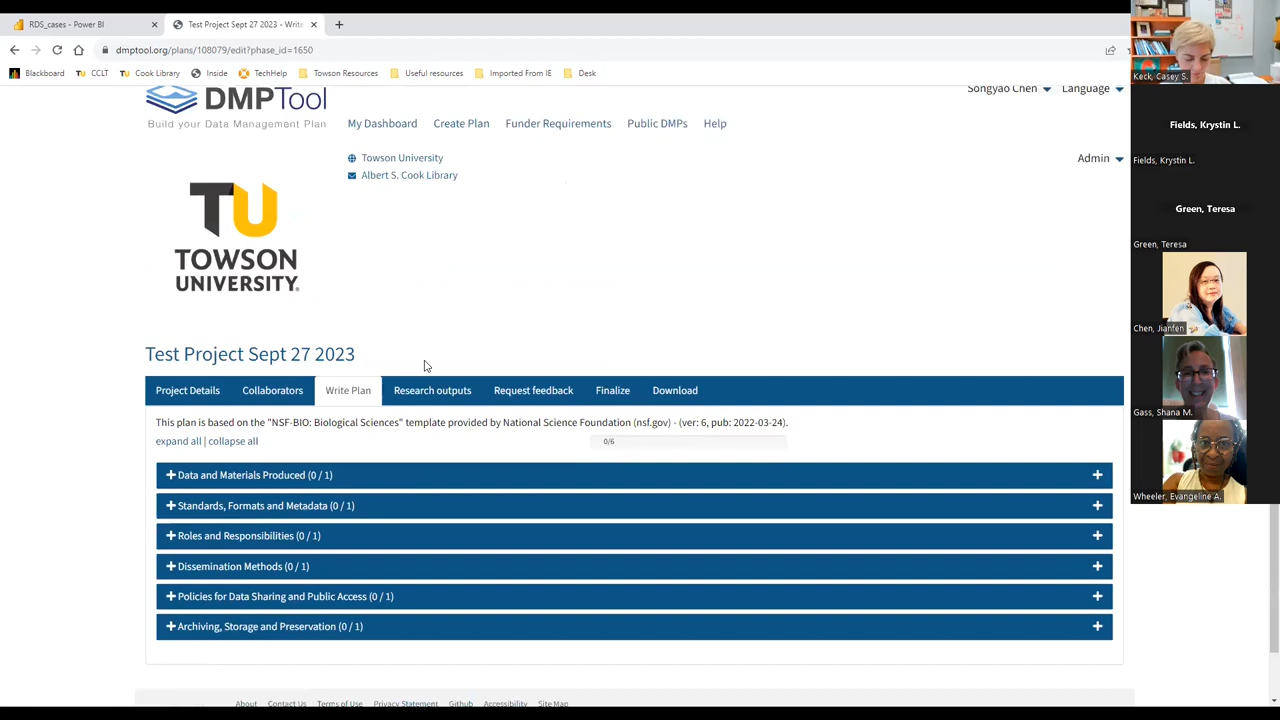 RDS_cases - Power BI
Test Project Sept 27 2023 - Write
dmptool.org/plans/108079/edit?phase_id=1650
Blackboard
CCLT
Cook Library
Inside
TechHelp
Towson Resources
Useful resources
Imported From IE
Desk
DMPTool
Build your Data Management Plan
Songyao Chen
Language
My Dashboard
Create Plan
Funder Requirements
Public DMPs
Help
Towson University
Albert S. Cook Library
Admin
TU
TOWSON
UNIVERSITY.
Test Project Sept 27 2023
Project Details
Collaborators
Write Plan
Research outputs
Request feedback
Finalize
Download
This plan is based on the "NSF-BIO: Biological Sciences" template provided by National Science Foundation (nsf.gov) - (ver: 6, pub: 2022-03-24).
expand all | collapse all
0/6
Data and Materials Produced (0 / 1)
Standards, Formats and Metadata (0 / 1)
Roles and Responsibilities (0 / 1)
Dissemination Methods (0 / 1)
Policies for Data Sharing and Public Access (0 / 1)
Archiving, Storage and Preservation (0 / 1)
About
Contact Us
Terms of Use
Privacy Statement
Github
Accessibility
Site Map
Keck, Casey S.
Fields, Krystin L.
Fields, Krystin L.
Green, Teresa
Green, Teresa
Chen, Jianfen
Gass, Shana M.
Wheeler, Evangeline A.